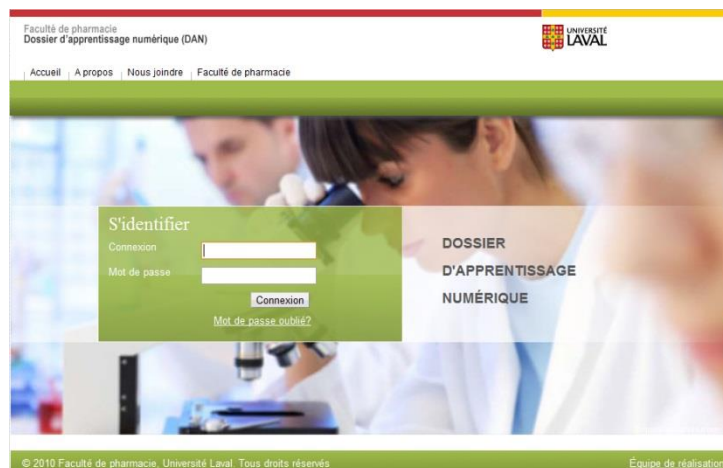 Faculté de pharmacie
Dossier d'apprentissage numérique (DAN)
UNIVERSITÉ
LAVAL
Accueil A propos Nous joindre Faculté de pharmacie
S'identifier
Connexion
Mot de passe
Connexion
Mot de passe oublié?
DOSSIER
D'APPRENTISSAGE
NUMÉRIQUE
© 2010 Faculté de pharmacie, Université Laval. Tous droits réservés
Équipe de réalisation